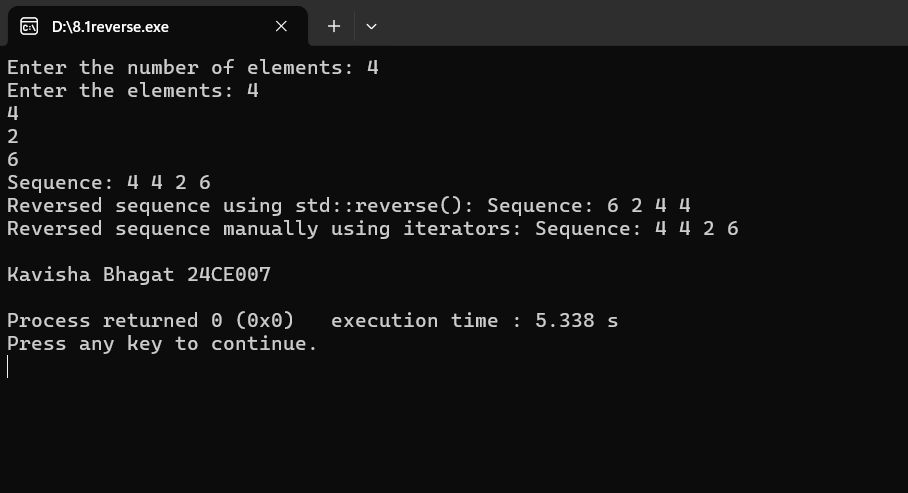 D:\8.1reverse.exe
Enter the number of elements: 4
Enter the elements: 4
4
2
6
Sequence: 4 4 2 6
Reversed sequence using std::reverse(): Sequence: 6 2 4 4
Reversed sequence manually using iterators: Sequence: 4 4 2 6
Kavisha Bhagat 24CE007
Process returned 0 (0x0)   execution time : 5.338 s
Press any key to continue.